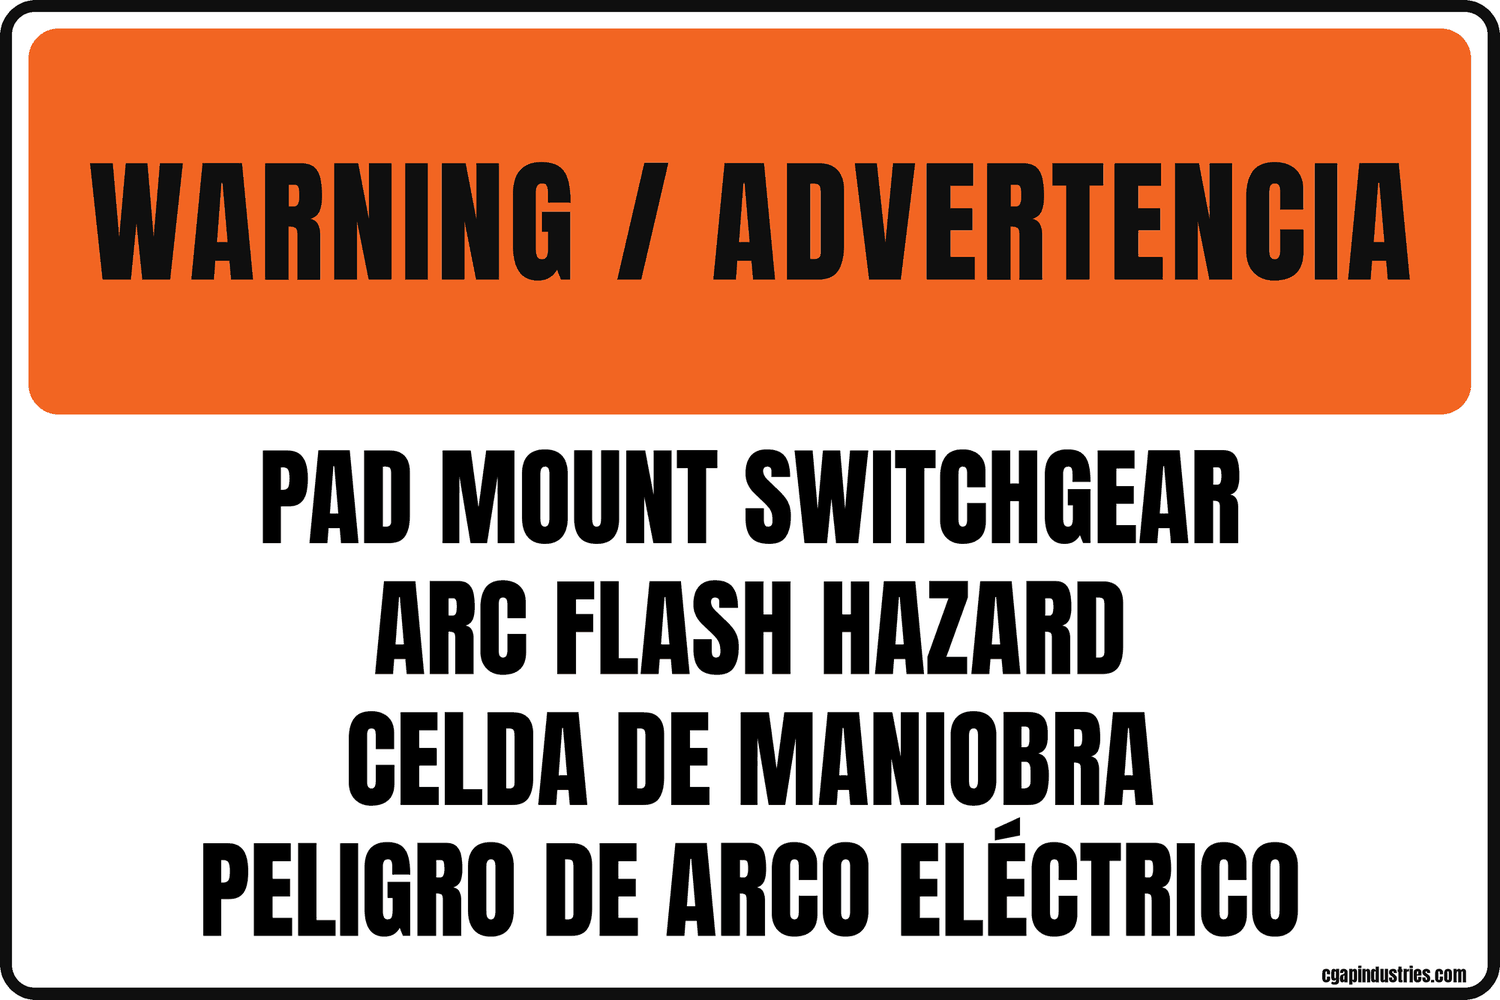 WARNING / ADVERTENCIA
PAD MOUNT SWITCHGEAR
ARC FLASH HAZARD
CELDA DE MANIOBRA
PELIGRO DE ARCO ELÉCTRICO
cgapindustries.com